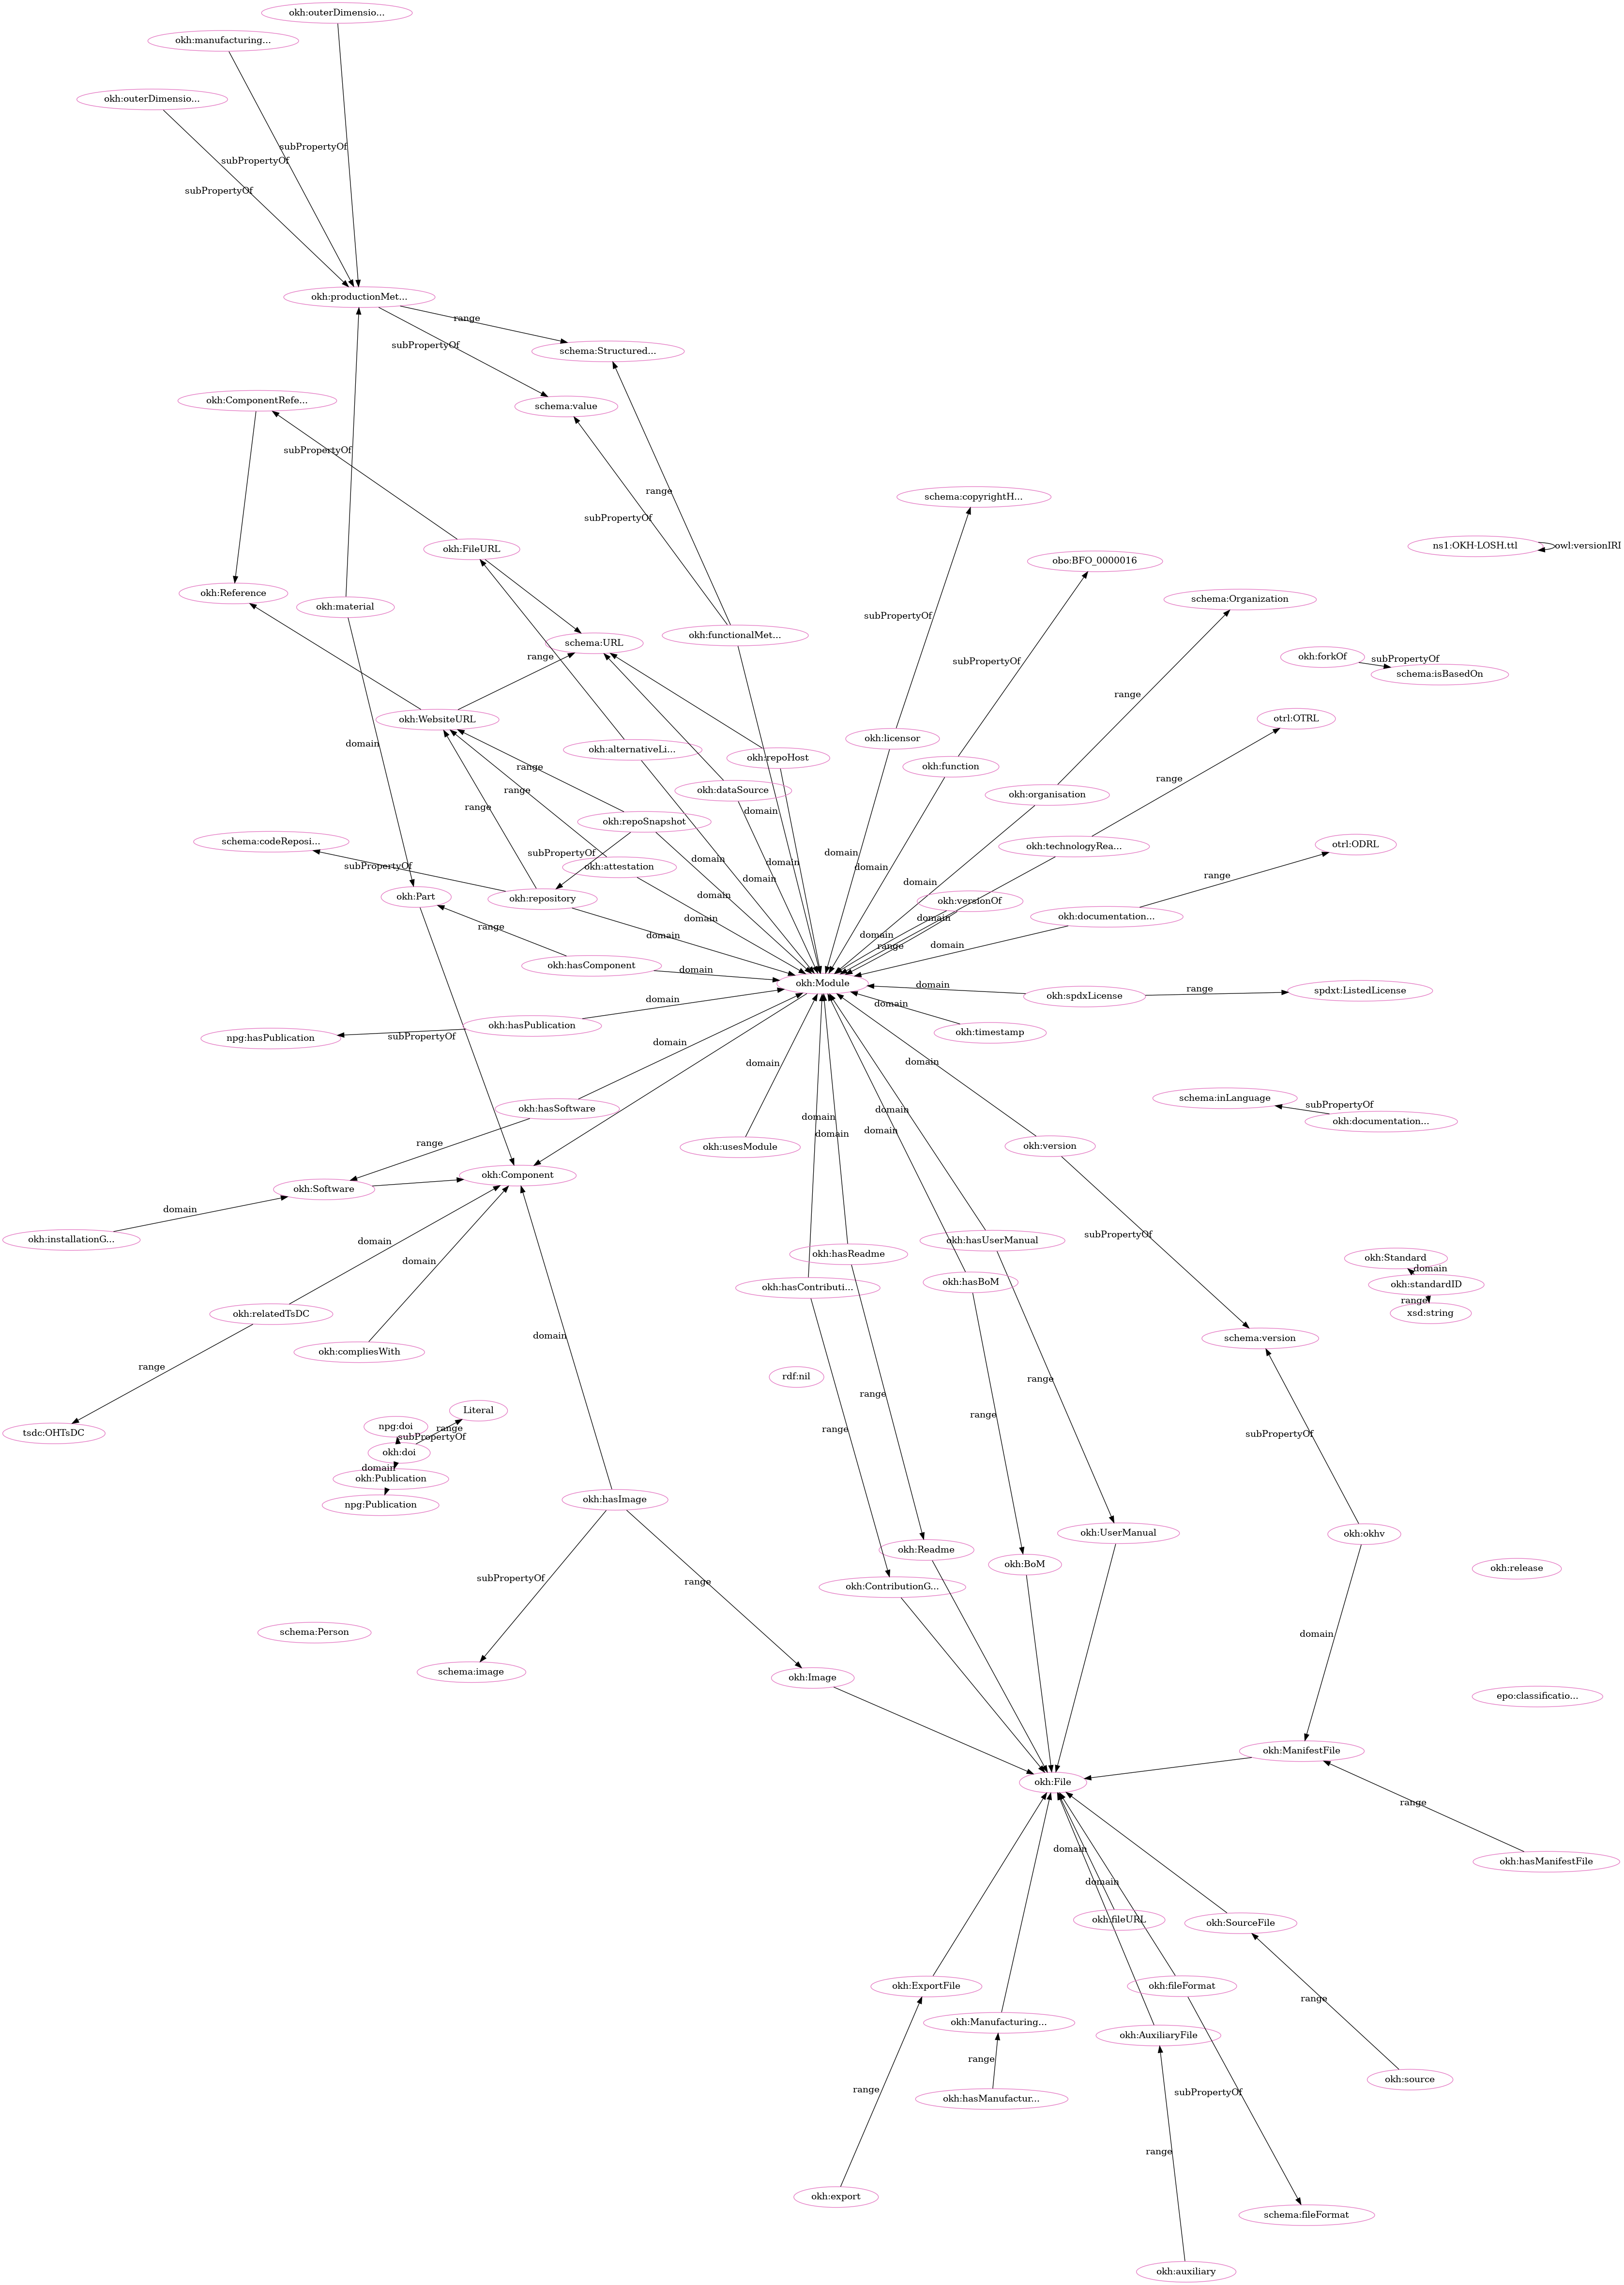 okh:outerDimensio...
okh:manufacturing...
okh:outerDimensio...
subPropertyOf
subPropertyOf
subPropertyOf
okh:productionMet...
range
subPropertyOf
schema:Structured...
okh:ComponentRefe...
schema:value
subPropertyOf
range
subPropertyOf
schema:copyrightH...
okh:FileURL
ns1:OKH-LOSH.ttl
owl:versionIRI
obo:BFO_0000016
okh:Reference
okh:material
schema:Organization
subPropertyOf
okh:functionalMet...
schema:URL
range
subPropertyOf
okh:forkOf
subPropertyOf
schema:isBasedOn
range
okh:WebsiteURL
otrl:OTRL
domain
okh:alternativeLi...
okh:repoHost
okh:licensor
okh:function
range
range
range
okh:dataSource
okh:organisation
range
domain
okh:repoSnapshot
schema:codeReposi...
okh:technologyRea...
otrl:ODRL
subPropertyOf
subPropertyOf
okh:attestation
domain
domain
domain
domain
range
domain
domain
okh:Part
okh:repository
domain
okh:versionOf
okh:documentation...
range
domain
domain
domain
domain
domain
range
domain
okh:hasComponent
domain
okh:Module
domain
okh:spdxLicense
range
spdxt:ListedLicense
domain
domain
okh:hasPublication
npg:hasPublication
subPropertyOf
okh:timestamp
domain
domain
domain
okh:hasSoftware
domain
domain
domain
schema:inLanguage
subPropertyOf
okh:documentation...
range
okh:usesModule
okh:version
okh:Component
okh:Software
domain
okh:installationG...
domain
domain
okh:hasUserManual
subPropertyOf
okh:hasReadme
okh:hasContributi...
okh:hasBoM
okh:Standard
domain
okh:standardID
range
xsd:string
okh:relatedTsDC
okh:compliesWith
domain
schema:version
range
rdf:nil
range
range
range
range
Literal
npg:doi
range
subPropertyOf
okh:doi
domain
okh:Publication
npg:Publication
tsdc:OHTsDC
subPropertyOf
okh:hasImage
okh:UserManual
okh:okhv
okh:Readme
okh:BoM
okh:release
subPropertyOf
range
okh:ContributionG...
schema:Person
domain
schema:image
okh:Image
epo:classificatio...
okh:ManifestFile
okh:File
range
domain
okh:hasManifestFile
domain
okh:fileURL
okh:SourceFile
okh:ExportFile
okh:fileFormat
range
okh:Manufacturing...
okh:AuxiliaryFile
range
okh:source
range
okh:hasManufactur...
subPropertyOf
range
okh:export
schema:fileFormat
okh:auxiliary